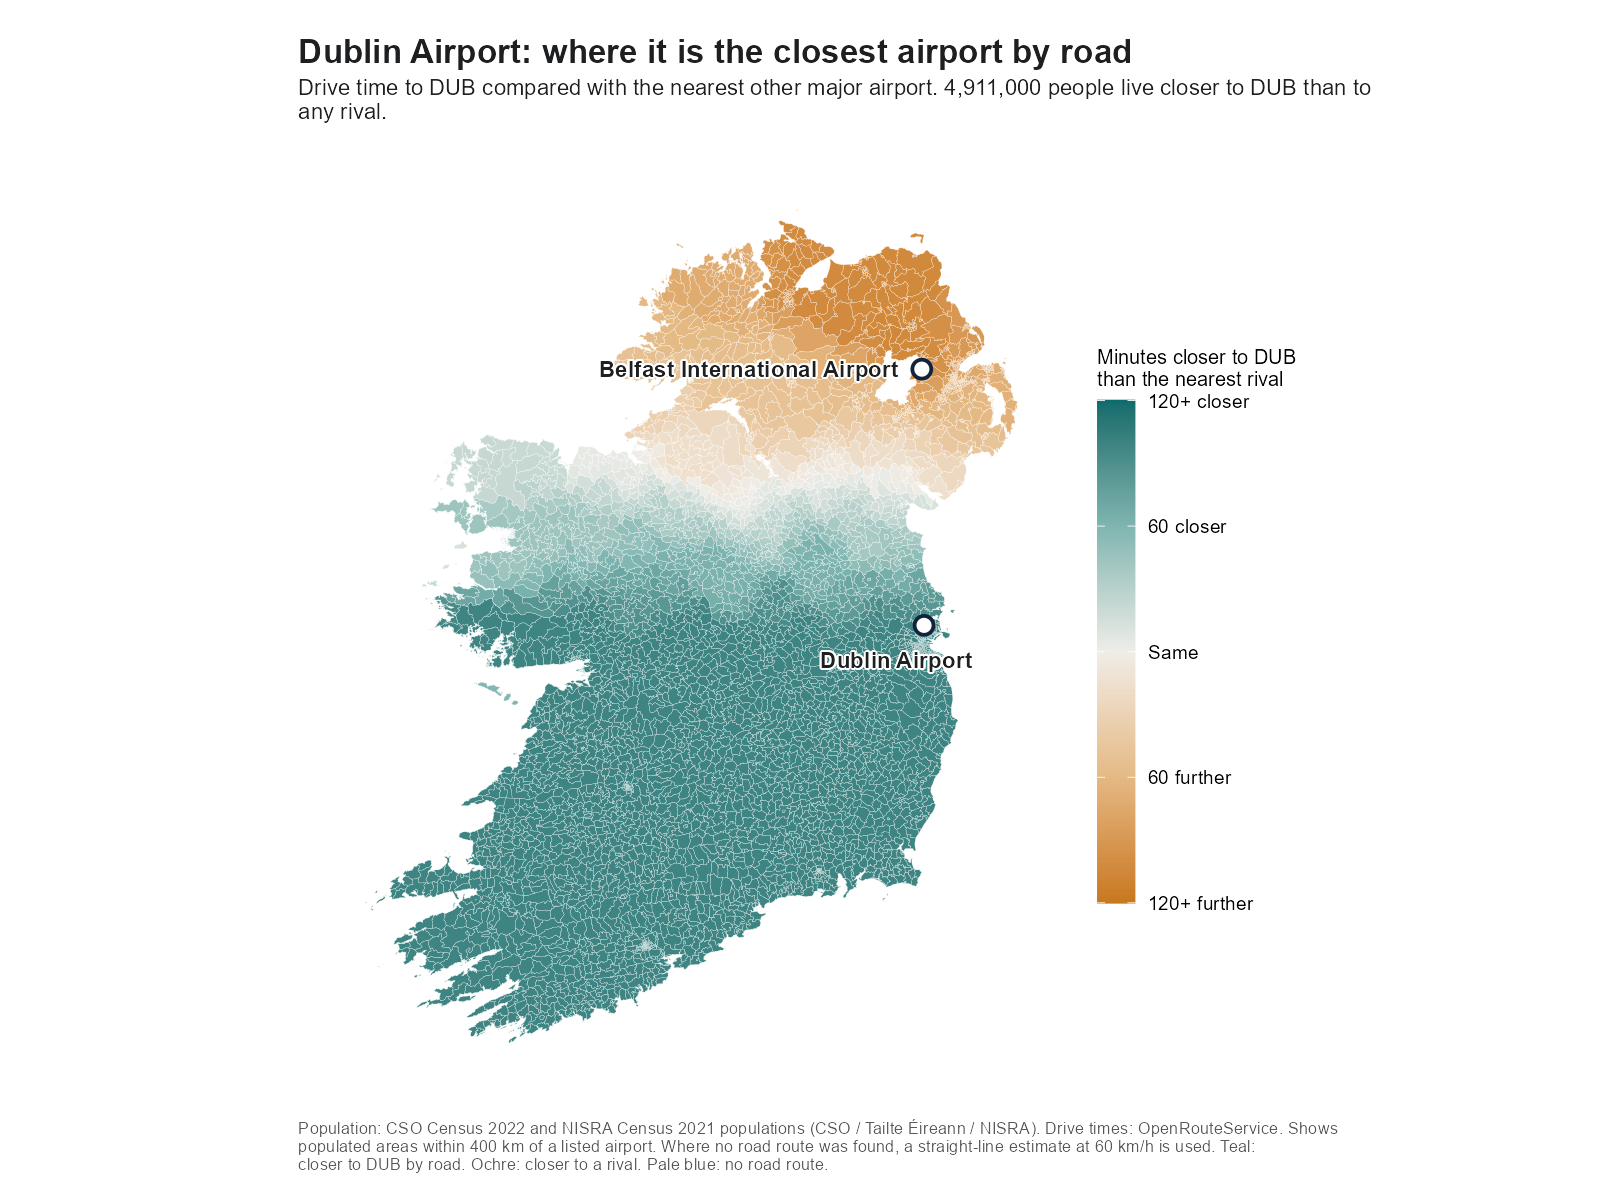 Dublin Airport: where it is the closest airport by road
Drive time to DUB compared with the nearest other major airport. 4,911,000 people live closer to DUB than to
any rival.
Belfast International Airport
Dublin Airport
Minutes closer to DUB
than the nearest rival
120+ closer
60 closer
Same
60 further
120+ further
Population: CSO Census 2022 and NISRA Census 2021 populations (CSO / Tailte Éireann / NISRA). Drive times: OpenRouteService. Shows
populated areas within 400 km of a listed airport. Where no road route was found, a straight-line estimate at 60 km/h is used. Teal:
closer to DUB by road. Ochre: closer to a rival. Pale blue: no road route.